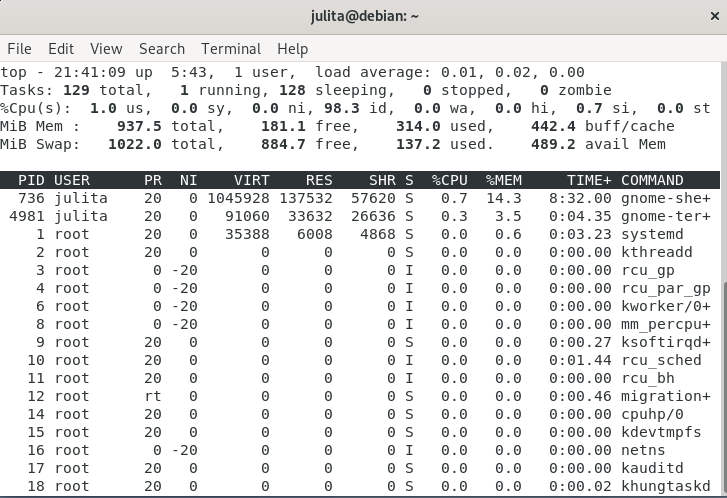 julita@debian: ~
File Edit View Search Terminal Help
top - 21:41:09 up  5:43,  1 user,  load average: 0.01, 0.02, 0.00
Tasks: 129 total,   1 running, 128 sleeping,   0 stopped,   0 zombie
%Cpu(s):  1.0 us,  0.0 sy,  0.0 ni, 98.3 id,  0.0 wa,  0.0 hi,  0.7 si,  0.0 st
MiB Mem :    937.5 total,    181.1 free,    314.0 used,    442.4 buff/cache
MiB Swap:   1022.0 total,    884.7 free,    137.2 used.    489.2 avail Mem
  PID USER      PR  NI    VIRT    RES    SHR S  %CPU  %MEM     TIME+ COMMAND
  736 julita    20   0 1045928 137532  57620 S   0.7  14.3   8:32.00 gnome-she+
 4981 julita    20   0   91060  33632  26636 S   0.3   3.5   0:04.35 gnome-ter+
    1 root      20   0   35388   6008   4868 S   0.0   0.6   0:03.23 systemd
    2 root      20   0       0      0      0 S   0.0   0.0   0:00.00 kthreadd
    3 root       0 -20       0      0      0 I   0.0   0.0   0:00.00 rcu_gp
    4 root       0 -20       0      0      0 I   0.0   0.0   0:00.00 rcu_par_gp
    6 root       0 -20       0      0      0 I   0.0   0.0   0:00.00 kworker/0+
    8 root       0 -20       0      0      0 I   0.0   0.0   0:00.00 mm_percpu+
    9 root      20   0       0      0      0 S   0.0   0.0   0:00.27 ksoftirqd+
   10 root      20   0       0      0      0 I   0.0   0.0   0:01.44 rcu_sched
   11 root      20   0       0      0      0 I   0.0   0.0   0:00.00 rcu_bh
   12 root      rt   0       0      0      0 S   0.0   0.0   0:00.46 migration+
   14 root      20   0       0      0      0 S   0.0   0.0   0:00.00 cpuhp/0
   15 root      20   0       0      0      0 S   0.0   0.0   0:00.00 kdevtmpfs
   16 root       0 -20       0      0      0 I   0.0   0.0   0:00.00 netns
   17 root      20   0       0      0      0 S   0.0   0.0   0:00.00 kauditd
   18 root      20   0       0      0      0 S   0.0   0.0   0:00.02 khungtaskd